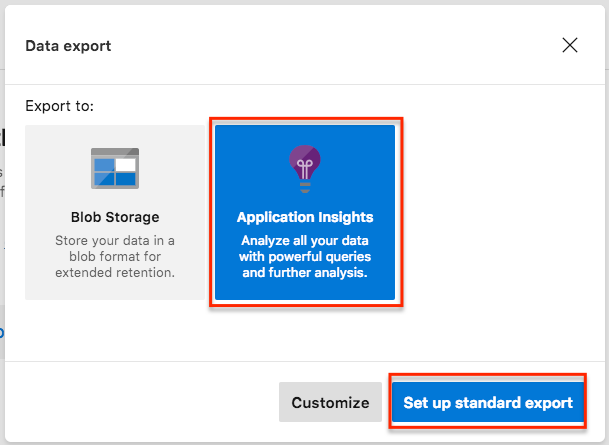 Data export
Export to:
Blob Storage
Store your data in a
blob format for
extended retention.
Application Insights
Analyze all your data
with powerful queries
and further analysis.
Customize
Set up standard export